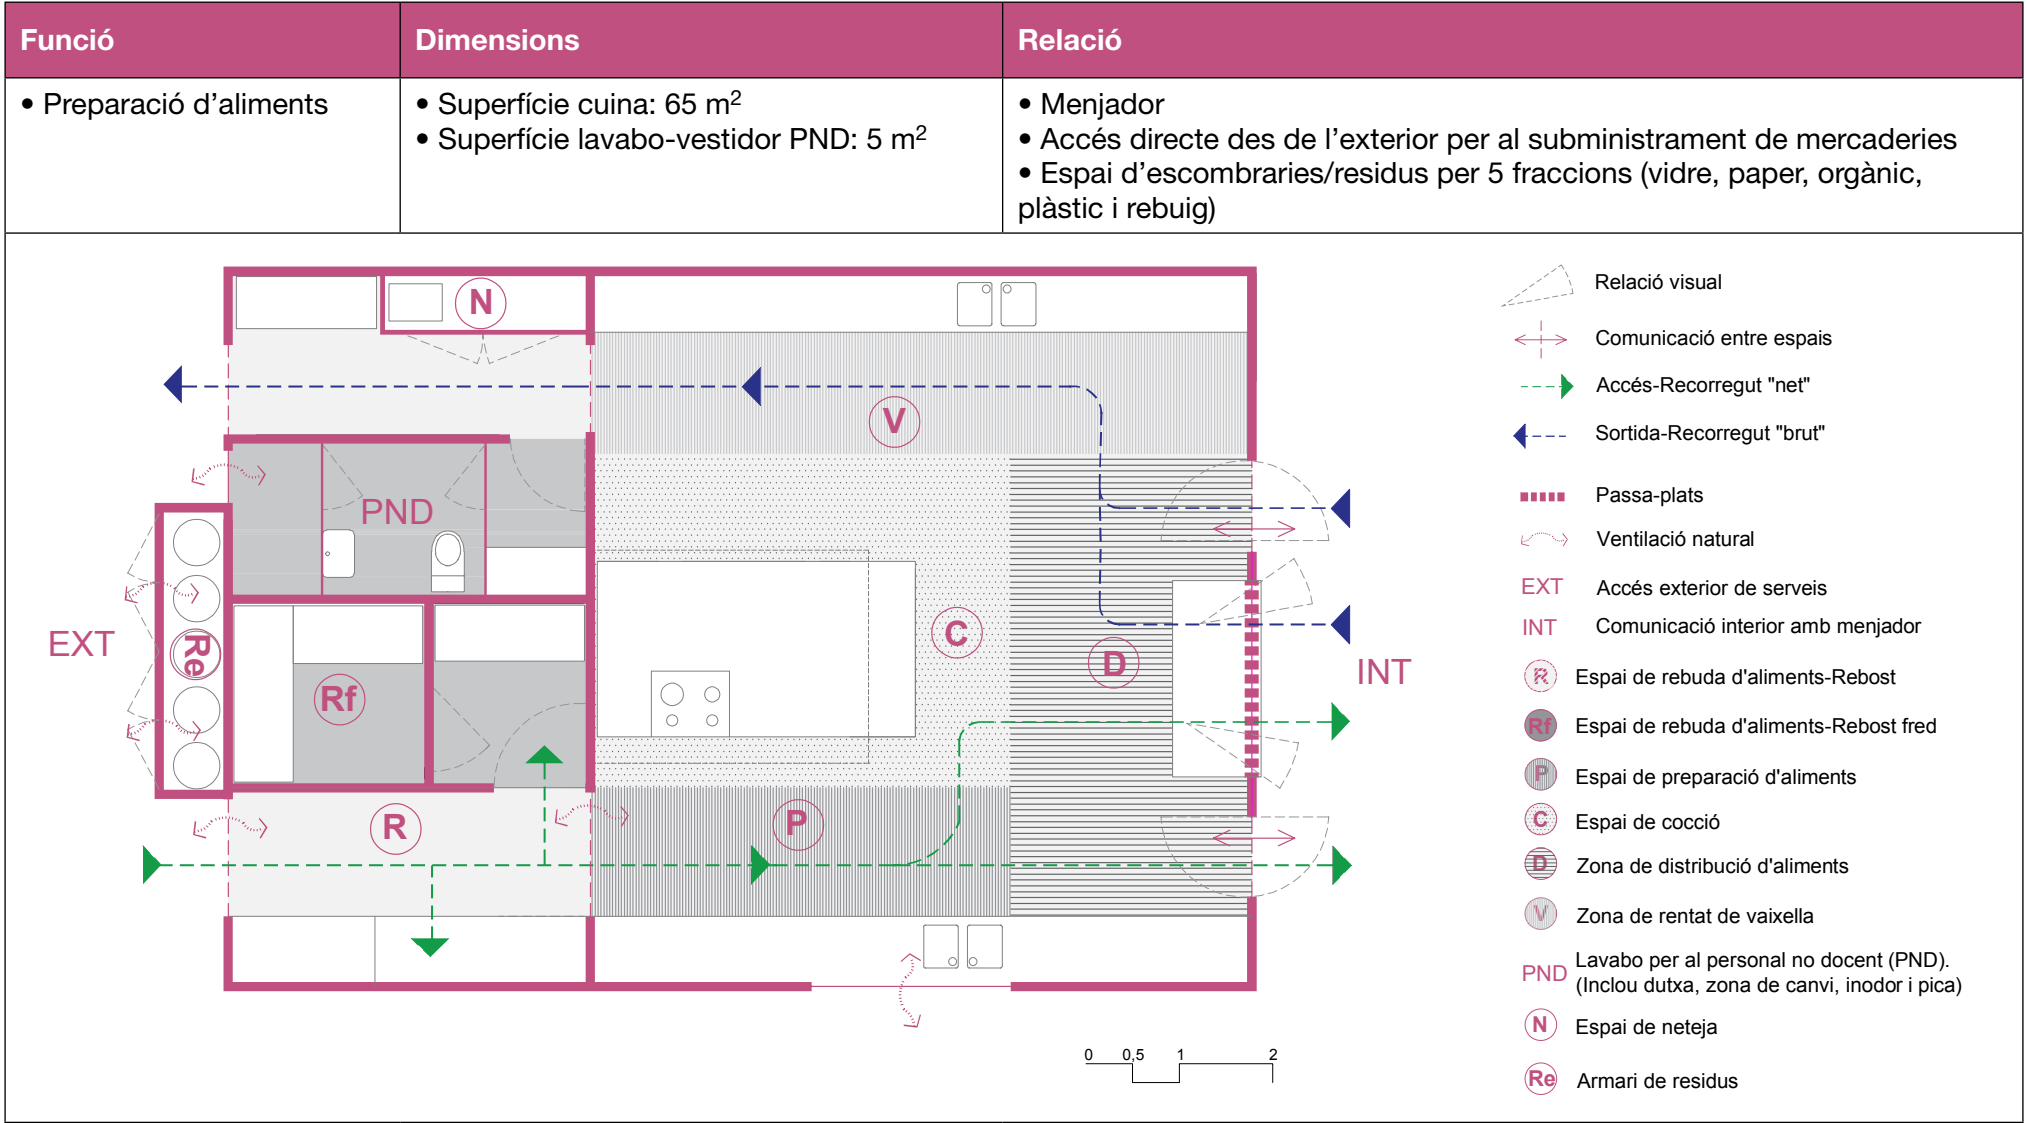 Funció
Dimensions
Relació
• Preparació d’aliments
• Superfície cuina: 65 m²
• Superfície lavabo-vestidor PND: 5 m²
• Menjador
• Accés directe des de l’exterior per al subministrament de mercaderies
• Espai d’escombraries/residus per 5 fraccions (vidre, paper, orgànic,
plàstic i rebuig)
N
V
PND
EXT
Re
Rf
C
D
INT
R
P
0 0,5 1 2
Relació visual
Comunicació entre espais
Accés-Recorregut "net"
Sortida-Recorregut "brut"
Passa-plats
Ventilació natural
EXT Accés exterior de serveis
INT Comunicació interior amb menjador
R Espai de rebuda d'aliments-Rebost
Rf Espai de rebuda d'aliments-Rebost fred
P Espai de preparació d'aliments
C Espai de cocció
D Zona de distribució d'aliments
V Zona de rentat de vaixella
PND Lavabo per al personal no docent (PND).
(Inclou dutxa, zona de canvi, inodor i pica)
N Espai de neteja
Re Armari de residus